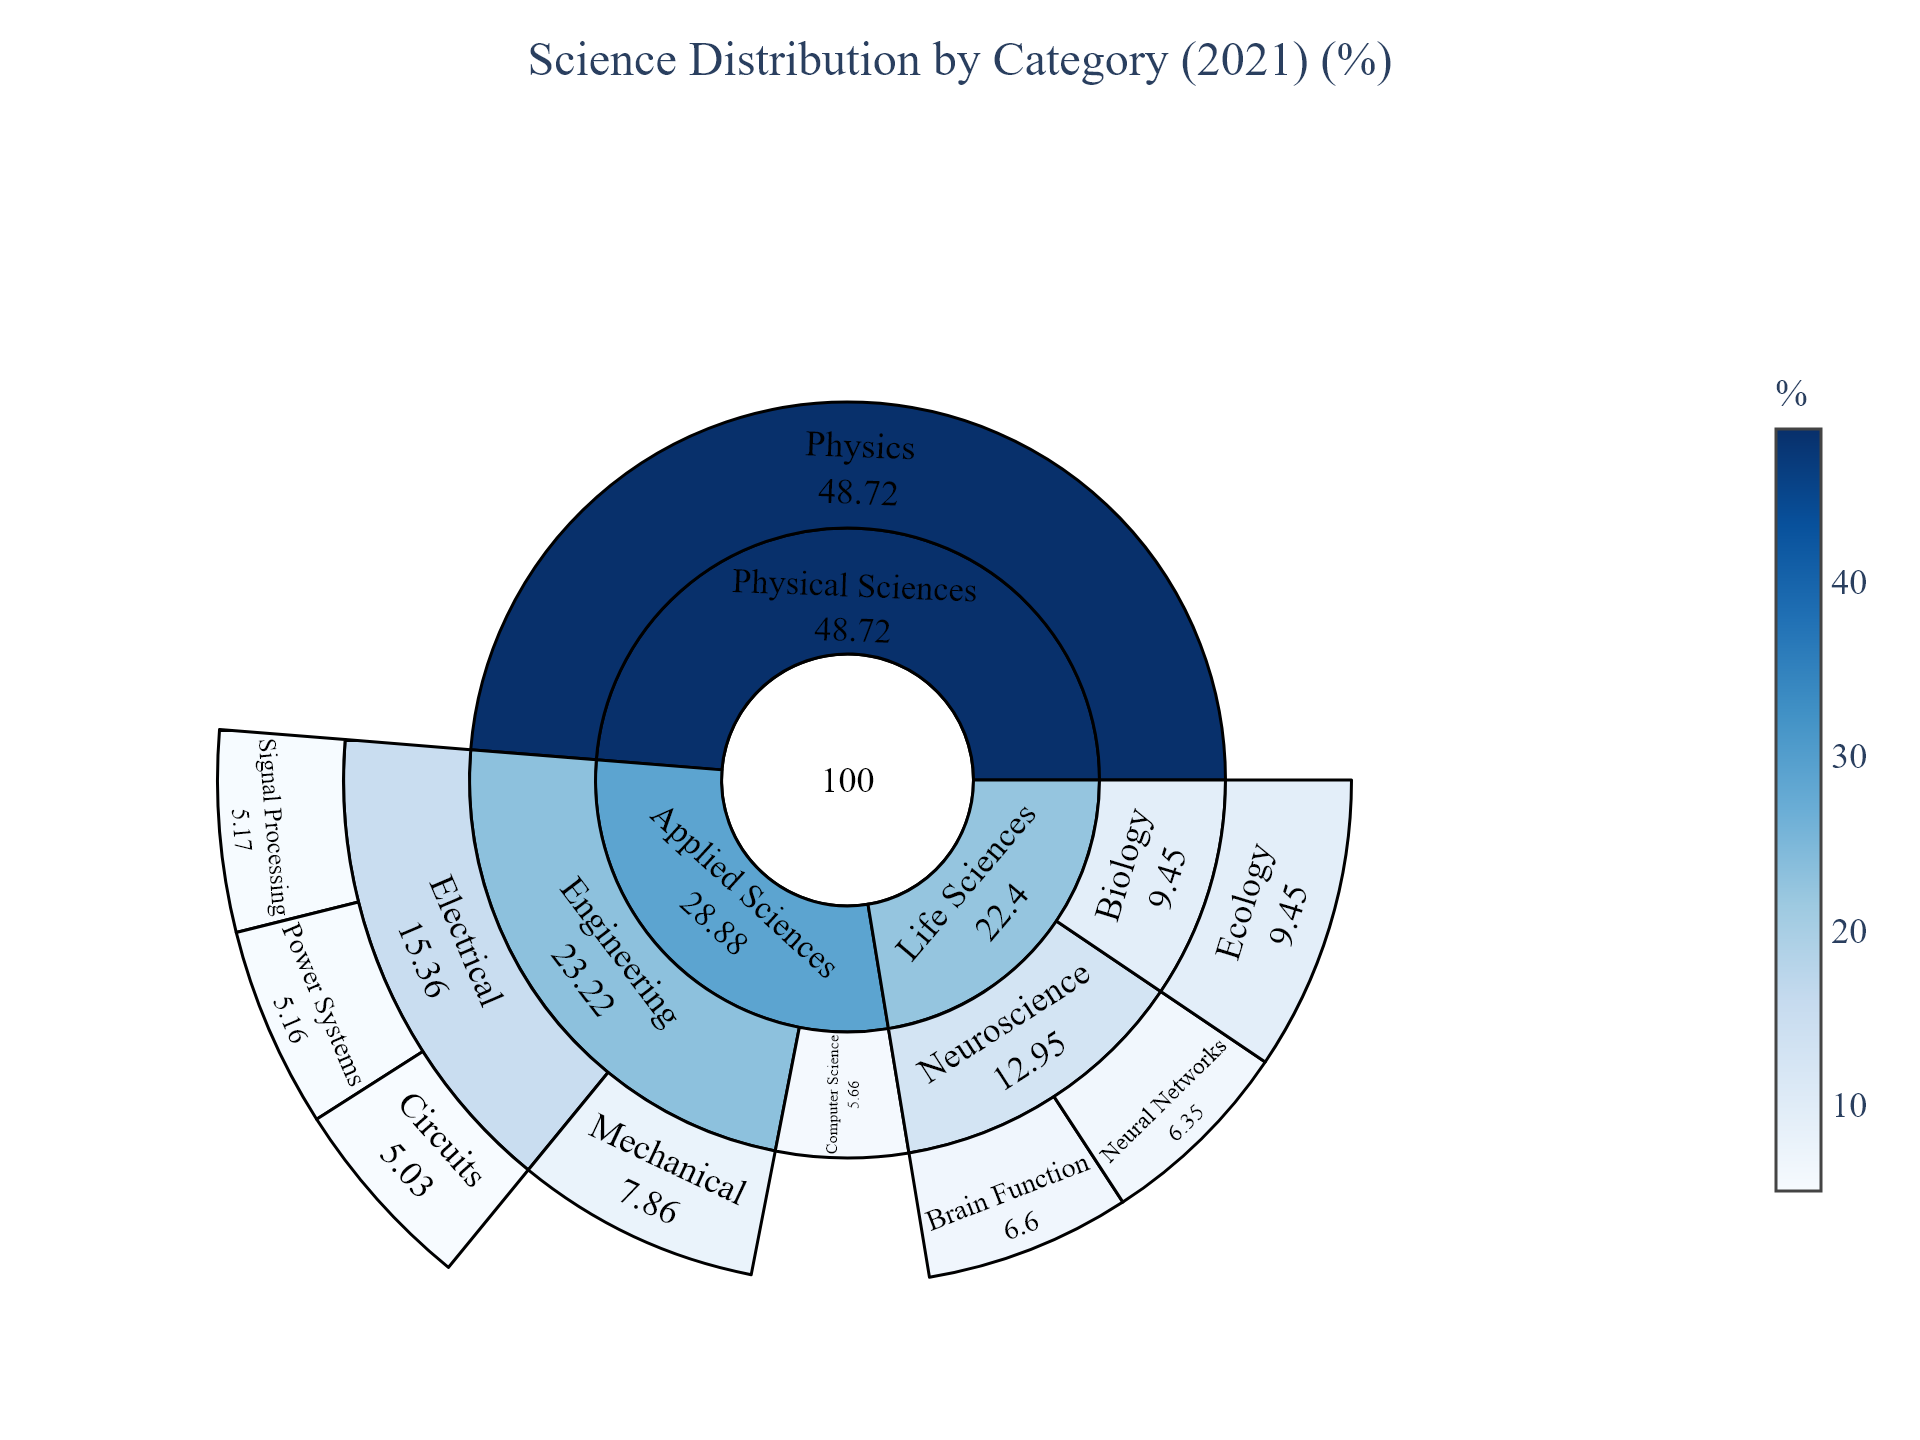 Science Distribution by Category (2021) (%)
%
40
30
20
10
Physics
48.72
Physical Sciences
48.72
100
Applied Sciences
28.88
Life Sciences
22.4
Biology
9.45
Ecology
9.45
Neuroscience
12.95
Neural Networks
6.35
Brain Function
6.6
Computer Science
5.66
Engineering
23.22
Mechanical
7.86
Electrical
15.36
Circuits
5.03
Power Systems
5.16
Signal Processing
5.17